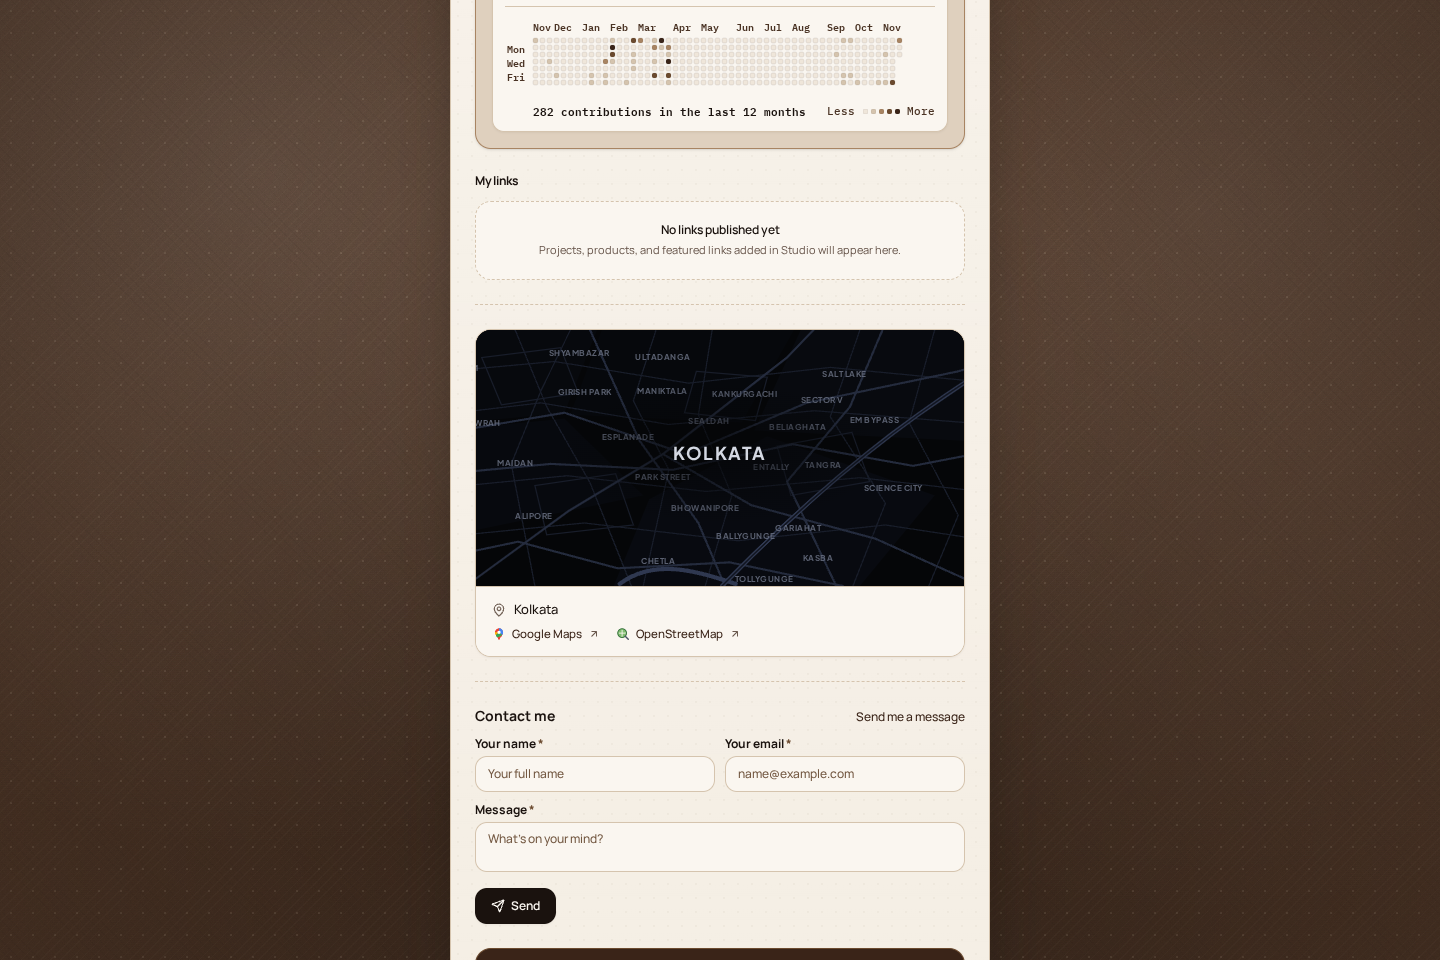 Nov Dec Jan Feb Mar Apr May Jun Jul Aug Sep Oct Nov
Mon
Wed
Fri
282 contributions in the last 12 months Less More
My links
No links published yet
Projects, products, and featured links added in Studio will appear here.
SHYAMBAZAR ULTADANGA
SALT LAKE
GIRISH PARK MANIKTALA KANKURGACHI SECTOR V
WRAH SEALDAH BELIAGHATA EM BYPASS
ESPLANADE
KOLKATA
MAIDAN ENTALLY TANGRA
PARK STREET
SCIENCE CITY
ALIPORE BHOWANIPORE
BALLYGUNGE GARIAHAT
CHETLA KASBA
TOLLYGUNGE
Kolkata
Google Maps OpenStreetMap
Contact me Send me a message
Your name * Your email *
Your full name name@example.com
Message *
What's on your mind?
Send